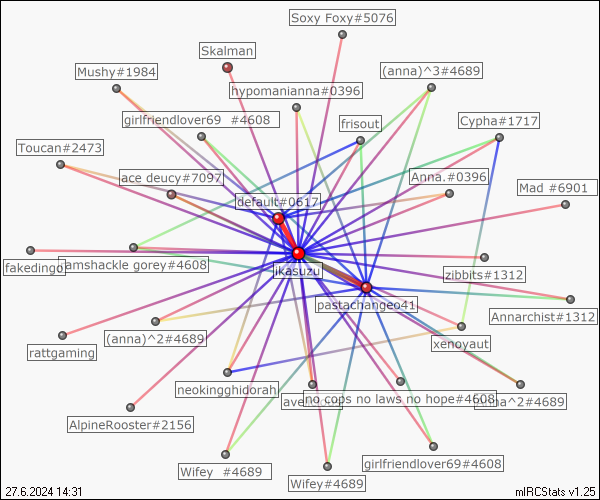 Soxy Foxy#5076
Skalman
Mushy#1984
(anna)^3#4689
hypomanianna#0396
girlfriendlover69 #4608
frisout
Cypha#1717
Toucan#2473
ace deucy#7097
Anna.#0396
Mad #6901
default#0617
fakedingo
amshackle gorey#4608
ikasuzu
zibbits#1312
pastachangeo41
Annarchist#1312
(anna)^2#4689
xenoyaut
rattgaming
neokingghidorah
no cops no laws no hope#4608
^2#4689
AlpineRooster#2156
Wifey #4689
Wifey#4689
girlfriendlover69#4608
27.6.2024 14:31
mIRCStats v1.25